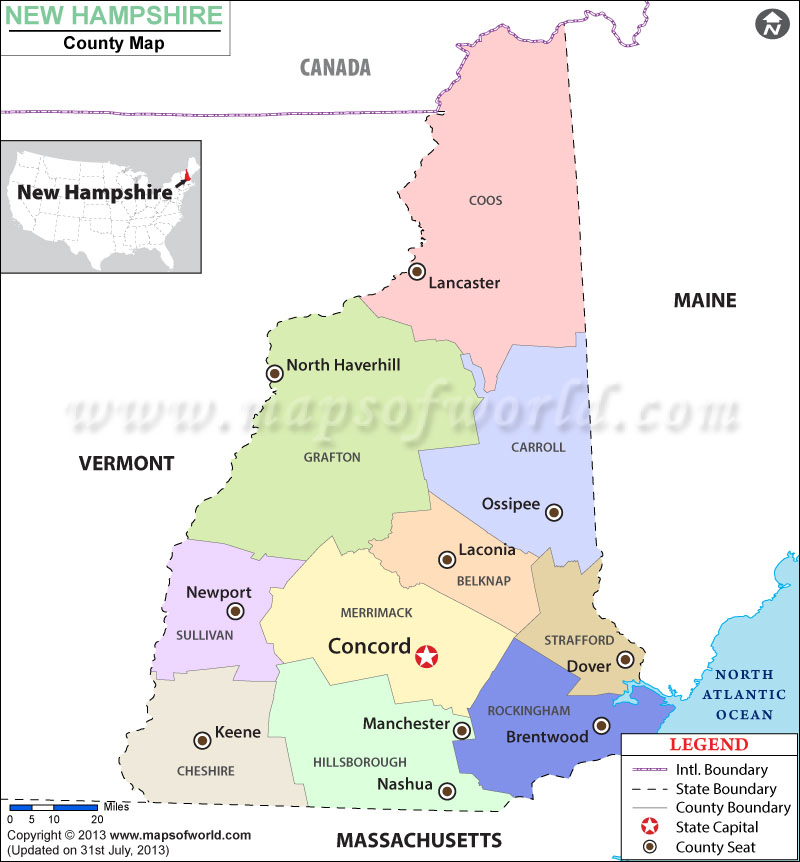 NEW HAMPSHIRE
County Map
N
CANADA
New Hampshire
COOS
Lancaster
MAINE
North Haverhill
www.mapsofworld.com
VERMONT
GRAFTON
CARROLL
Ossipee
Laconia
BELKNAP
Newport
SULLIVAN
MERRIMACK
Concord
STRAFFORD
Dover
NORTH
ATLANTIC
OCEAN
ROCKINGHAM
Brentwood
Manchester
Keene
CHESHIRE
HILLSBOROUGH
Nashua
LEGEND
Intl. Boundary
State Boundary
County Boundary
State Capital
County Seat
Miles
0 5 10 20
Copyright © 2013 www.mapsofworld.com
(Updated on 31st July, 2013)
MASSACHUSETTS